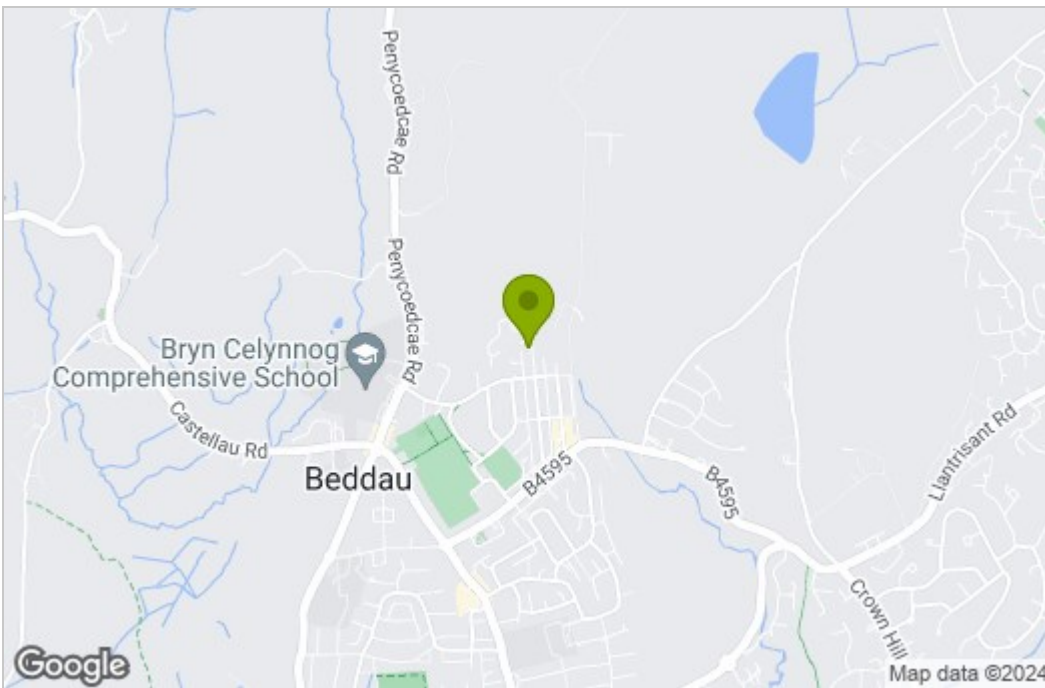 Penycoedcae Rd
Penycoedcae Rd
Bryn Celynnog
Comprehensive School
Castellau Rd
Beddau
B4595
B4595
Llantrisant Rd
Crown Hill
Google
Map data ©2024